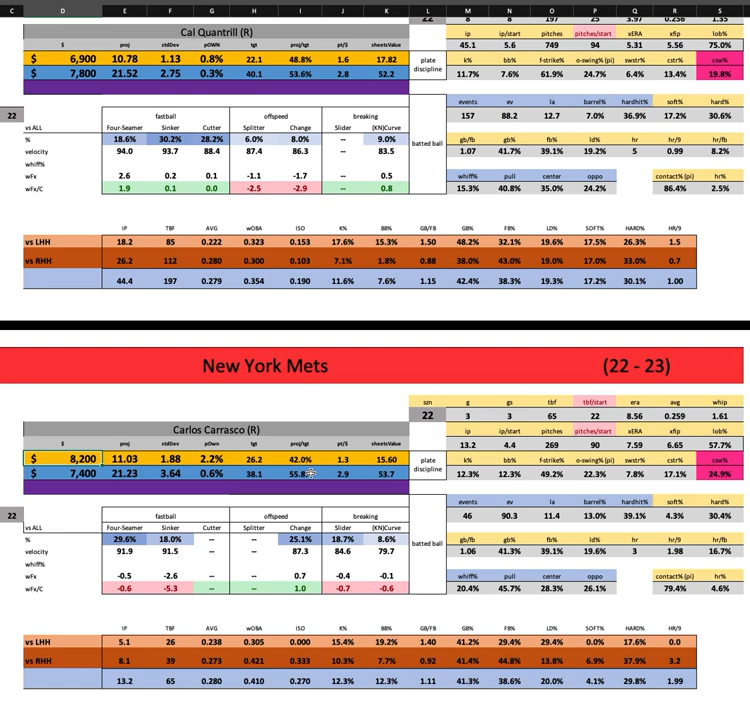 C D E F G H I J K L M N O P Q R S
22 8 8 197 25 3.97 0.256 1.35
Cal Quantrill (R) ip ip/start pitches pitches/start xERA xfip lob%
$ proj stdDev pOWN tgt proj/tgt pt/$ sheetsValue 45.1 5.6 749 94 5.31 5.56 75.0%
$ 6,900 10.78 1.13 0.8% 22.1 48.8% 1.6 17.82 plate discipline k% bb% f-strike% o-swing% (pi) swstr% cstr% csw%
$ 7,800 21.52 2.75 0.3% 40.1 53.6% 2.8 52.2 11.7% 7.6% 61.9% 24.7% 6.4% 13.4% 19.8%
events ev la barrel% hardhit% soft% hard%
22 fastball offspeed breaking 157 88.2 12.7 7.0% 36.9% 17.2% 30.6%
vs ALL Four-Seamer Sinker Cutter Splitter Change Slider (KN)Curve
% 18.6% 30.2% 28.2% 6.0% 8.0% -- 9.0% batted ball gb/fb gb% fb% ld% hr hr/9 hr/fb
velocity 94.0 93.7 88.4 87.4 86.3 -- 83.5 1.07 41.7% 39.1% 19.2% 5 0.99 8.2%
whiff%
wFx 2.6 0.2 0.1 -1.1 -1.7 -- 0.5 whiff% pull center oppo contact% (pi) hr%
wFx/C 1.9 0.1 0.0 -2.5 -2.9 -- 0.8 15.3% 40.8% 35.0% 24.2% 86.4% 2.5%
IP TBF AVG wOBA ISO K% BB% GB/FB GB% FB% LD% SOFT% HARD% HR/9
vs LHH 18.2 85 0.222 0.323 0.153 17.6% 15.3% 1.50 48.2% 32.1% 19.6% 17.5% 26.3% 1.5
vs RHH 26.2 112 0.280 0.300 0.103 7.1% 1.8% 0.88 38.0% 43.0% 19.0% 17.0% 33.0% 0.7
44.4 197 0.279 0.354 0.190 11.6% 7.6% 1.15 42.4% 38.3% 19.3% 17.2% 30.1% 1.00
New York Mets (22 - 23)
szn g gs tbf tbf/start era avg whip
22 3 3 65 22 8.56 0.259 1.61
Carlos Carrasco (R) ip ip/start pitches pitches/start xERA xfip lob%
$ proj stdDev pOwn tgt proj/tgt pt/$ sheetsValue 13.2 4.4 269 90 7.59 6.65 57.7%
$ 8,200 11.03 1.88 2.2% 26.2 42.0% 1.3 15.60 plate discipline k% bb% f-strike% o-swing% (pi) swstr% cstr% csw%
$ 7,400 21.23 3.64 0.6% 38.1 55.8% 2.9 53.7 12.3% 12.3% 49.2% 22.3% 7.8% 17.1% 24.9%
events ev la barrel% hardhit% soft% hard%
22 fastball offspeed breaking 46 90.3 11.4 13.0% 39.1% 4.3% 30.4%
vs ALL Four-Seamer Sinker Cutter Splitter Change Slider (KN)Curve
% 29.6% 18.0% -- -- 25.1% 18.7% 8.6% batted ball gb/fb gb% fb% ld% hr hr/9 hr/fb
velocity 91.9 91.5 -- -- 87.3 84.6 79.7 1.06 41.3% 39.1% 19.6% 3 1.98 16.7%
whiff%
wFx -0.5 -2.6 -- -- 0.7 -0.4 -0.1 whiff% pull center oppo contact% (pi) hr%
wFx/C -0.6 -5.3 -- -- 1.0 -0.7 -0.6 20.4% 45.7% 28.3% 26.1% 79.4% 4.6%
IP TBF AVG wOBA ISO K% BB% GB/FB GB% FB% LD% SOFT% HARD% HR/9
vs LHH 5.1 26 0.238 0.305 0.000 15.4% 19.2% 1.40 41.2% 29.4% 29.4% 0.0% 17.6% 0.0
vs RHH 8.1 39 0.273 0.421 0.333 10.3% 7.7% 0.92 41.4% 44.8% 13.8% 6.9% 37.9% 3.2
13.2 65 0.280 0.410 0.270 12.3% 12.3% 1.11 41.3% 38.6% 20.0% 4.1% 29.8% 1.99